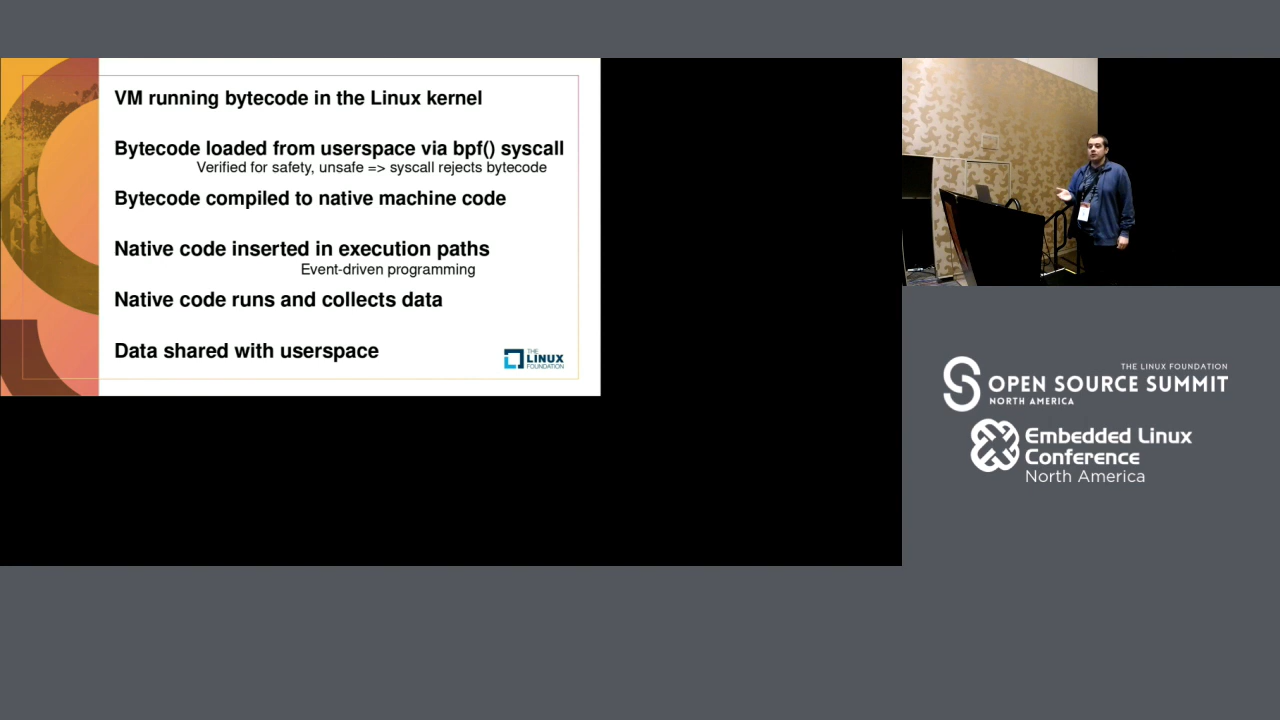 VM running bytecode in the Linux kernel
Bytecode loaded from userspace via bpf() syscall
Verified for safety, unsafe => syscall rejects bytecode
Bytecode compiled to native machine code
Native code inserted in execution paths
Event-driven programming
Native code runs and collects data
Data shared with userspace
THE
LINUX
FOUNDATION
THE LINUX FOUNDATION
OPEN SOURCE SUMMIT
NORTH AMERICA
Embedded Linux
Conference
North America